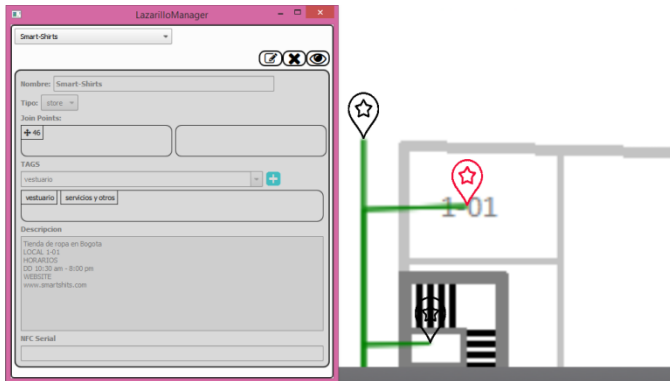 LazarilloManager
Smart-Shirts
Nombre: Smart-Shirts
Tipo: store
Join Points:
46
TAGS
vestuario
vestuario servicios y otros
Descripcion
Tienda de ropa en Bogota
LOCAL 1-01
HORARIOS
DD 10:30 am - 8:00 pm
WEBSITE
www.smartshits.com
NFC Serial
1-01